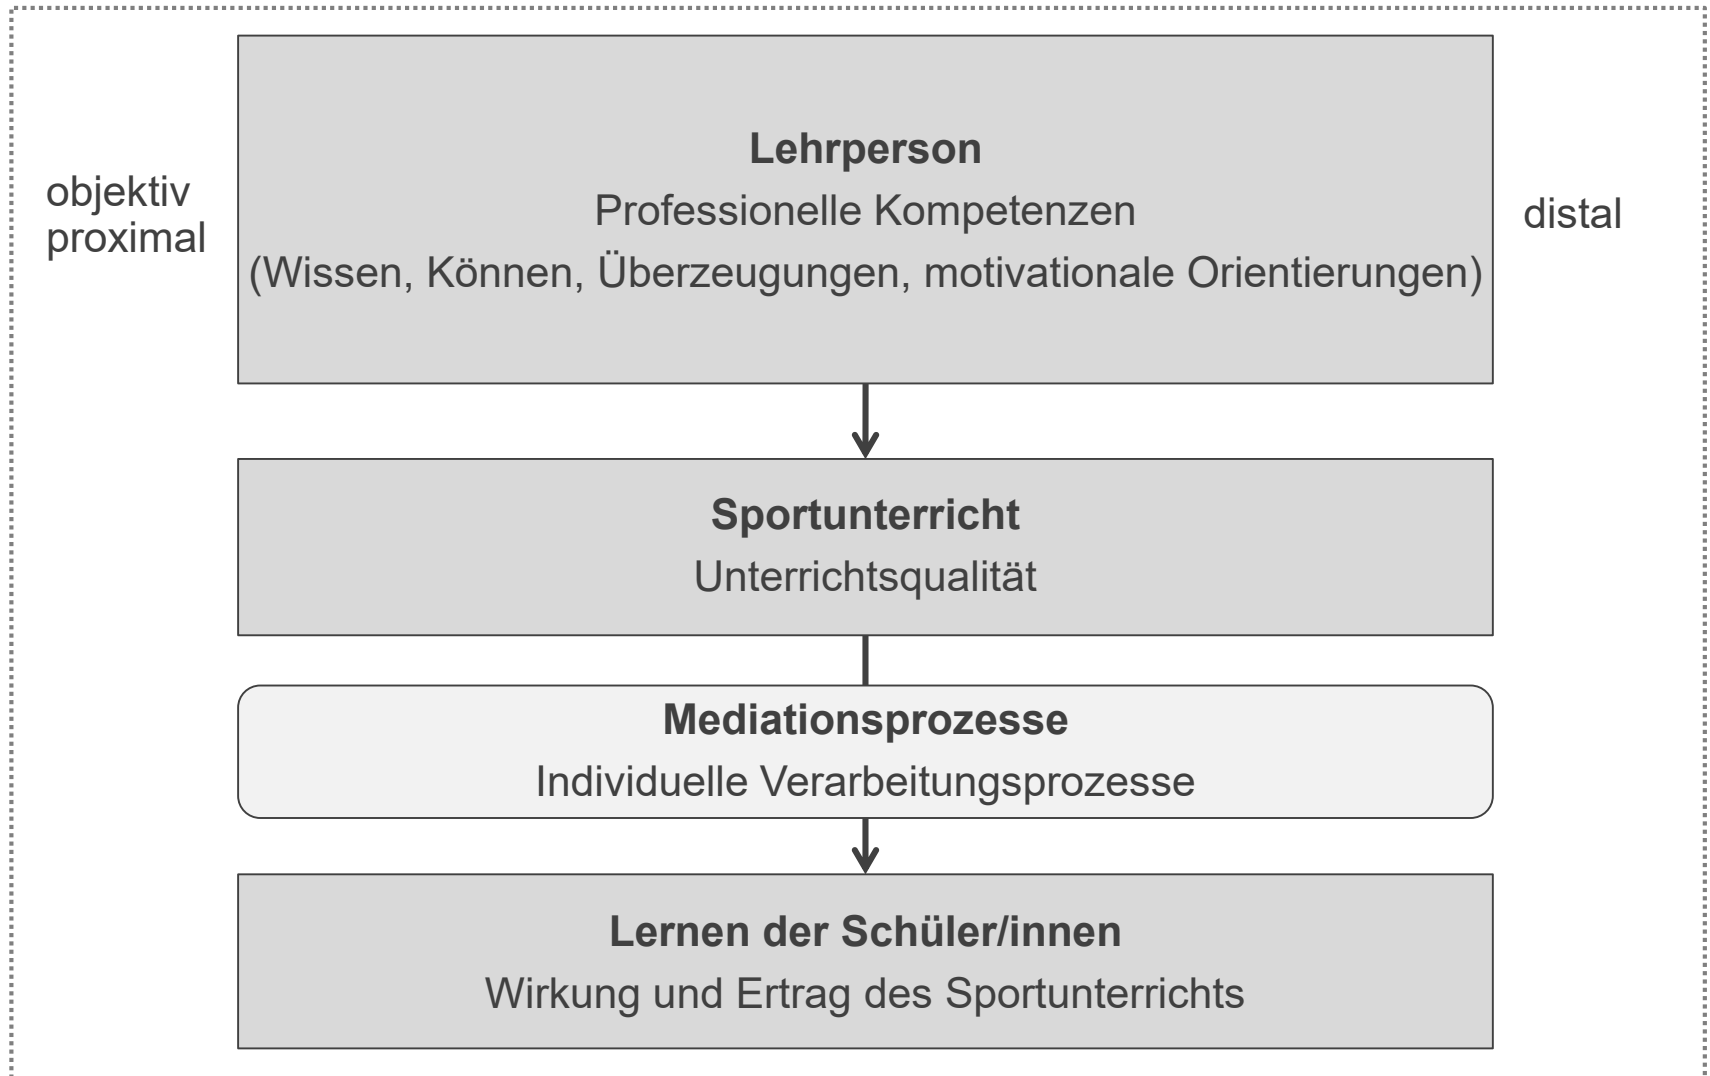 Lehrperson
objektiv
proximal
Professionelle Kompetenzen
distal
(Wissen, Können, Überzeugungen, motivationale Orientierungen)
Sportunterricht
Unterrichtsqualität
Mediationsprozesse
Individuelle Verarbeitungsprozesse
Lernen der Schüler/innen
Wirkung und Ertrag des Sportunterrichts